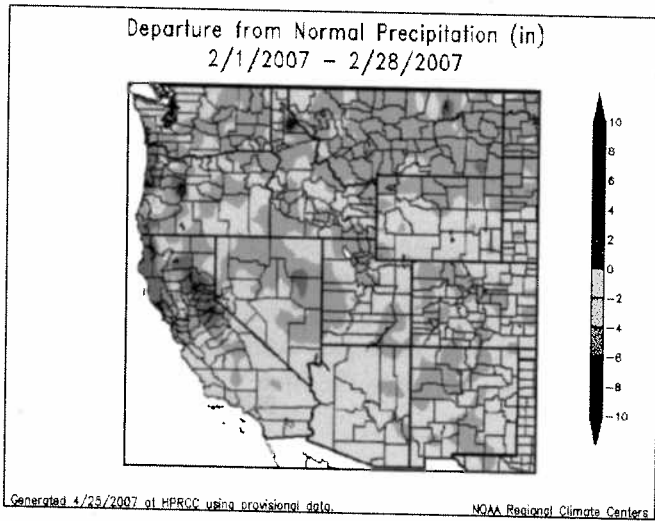 Departure from Normal Precipitation (in)
2/1/2007 – 2/28/2007
10
8
6
4
2
0
-2
-4
-6
-8
-10
Generated 4/25/2007 at HPRCC using provisional data.
NOAA Regional Climate Centers